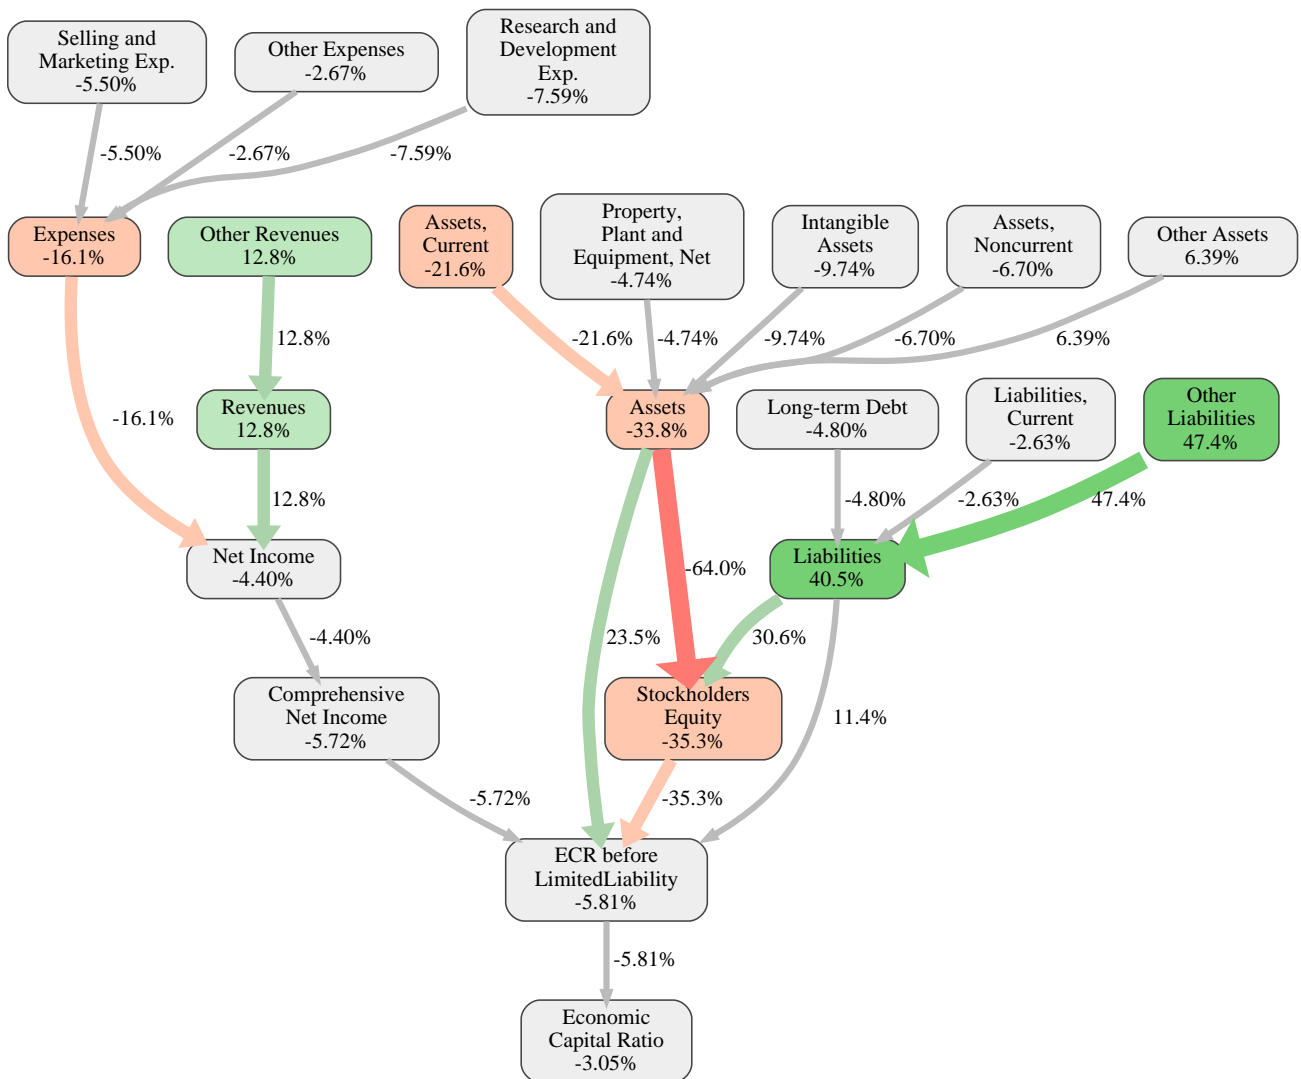 Selling and
Marketing Exp.
-5.50%
Other Expenses
-2.67%
Research and
Development
Exp.
-7.59%
-5.50%
-2.67%
-7.59%
Expenses
-16.1%
Other Revenues
12.8%
Assets,
Current
-21.6%
Property,
Plant and
Equipment, Net
-4.74%
Intangible
Assets
-9.74%
Assets,
Noncurrent
-6.70%
Other Assets
6.39%
12.8%
-21.6%
-4.74%
-9.74%
-6.70%
6.39%
-16.1%
Revenues
12.8%
Assets
-33.8%
Long-term Debt
-4.80%
Liabilities,
Current
-2.63%
Other
Liabilities
47.4%
12.8%
-4.80%
-2.63%
47.4%
Net Income
-4.40%
-64.0%
Liabilities
40.5%
-4.40%
23.5%
30.6%
Comprehensive
Net Income
-5.72%
Stockholders
Equity
-35.3%
11.4%
-5.72%
-35.3%
ECR before
LimitedLiability
-5.81%
-5.81%
Economic
Capital Ratio
-3.05%